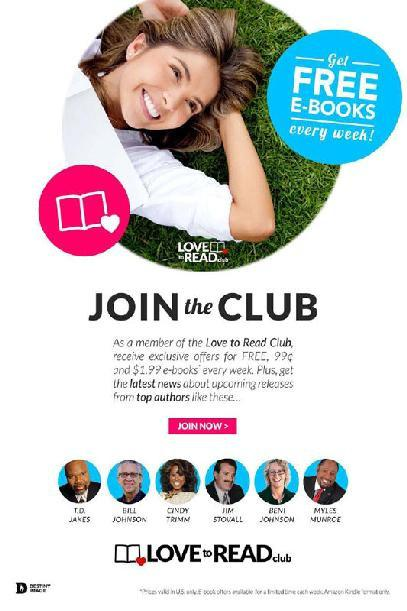 Get
FREE
E-BOOKS
every week!
LOVE
to READ club
JOIN the CLUB
As a member of the Love to Read Club,
receive exclusive offers for FREE, 99¢
and $1.99 e-books* every week. Plus, get
the latest news about upcoming releases
from top authors like these...
JOIN NOW >
T.D.
JAKES
BILL
JOHNSON
CINDY
TRIMM
JIM
STOVALL
BENI
JOHNSON
MYLES
MUNROE
LOVE to READ club
DESTINY
IMAGE
*Prices valid in U.S. only. E-book offers available for a limited time each week. Amazon Kindle format only.